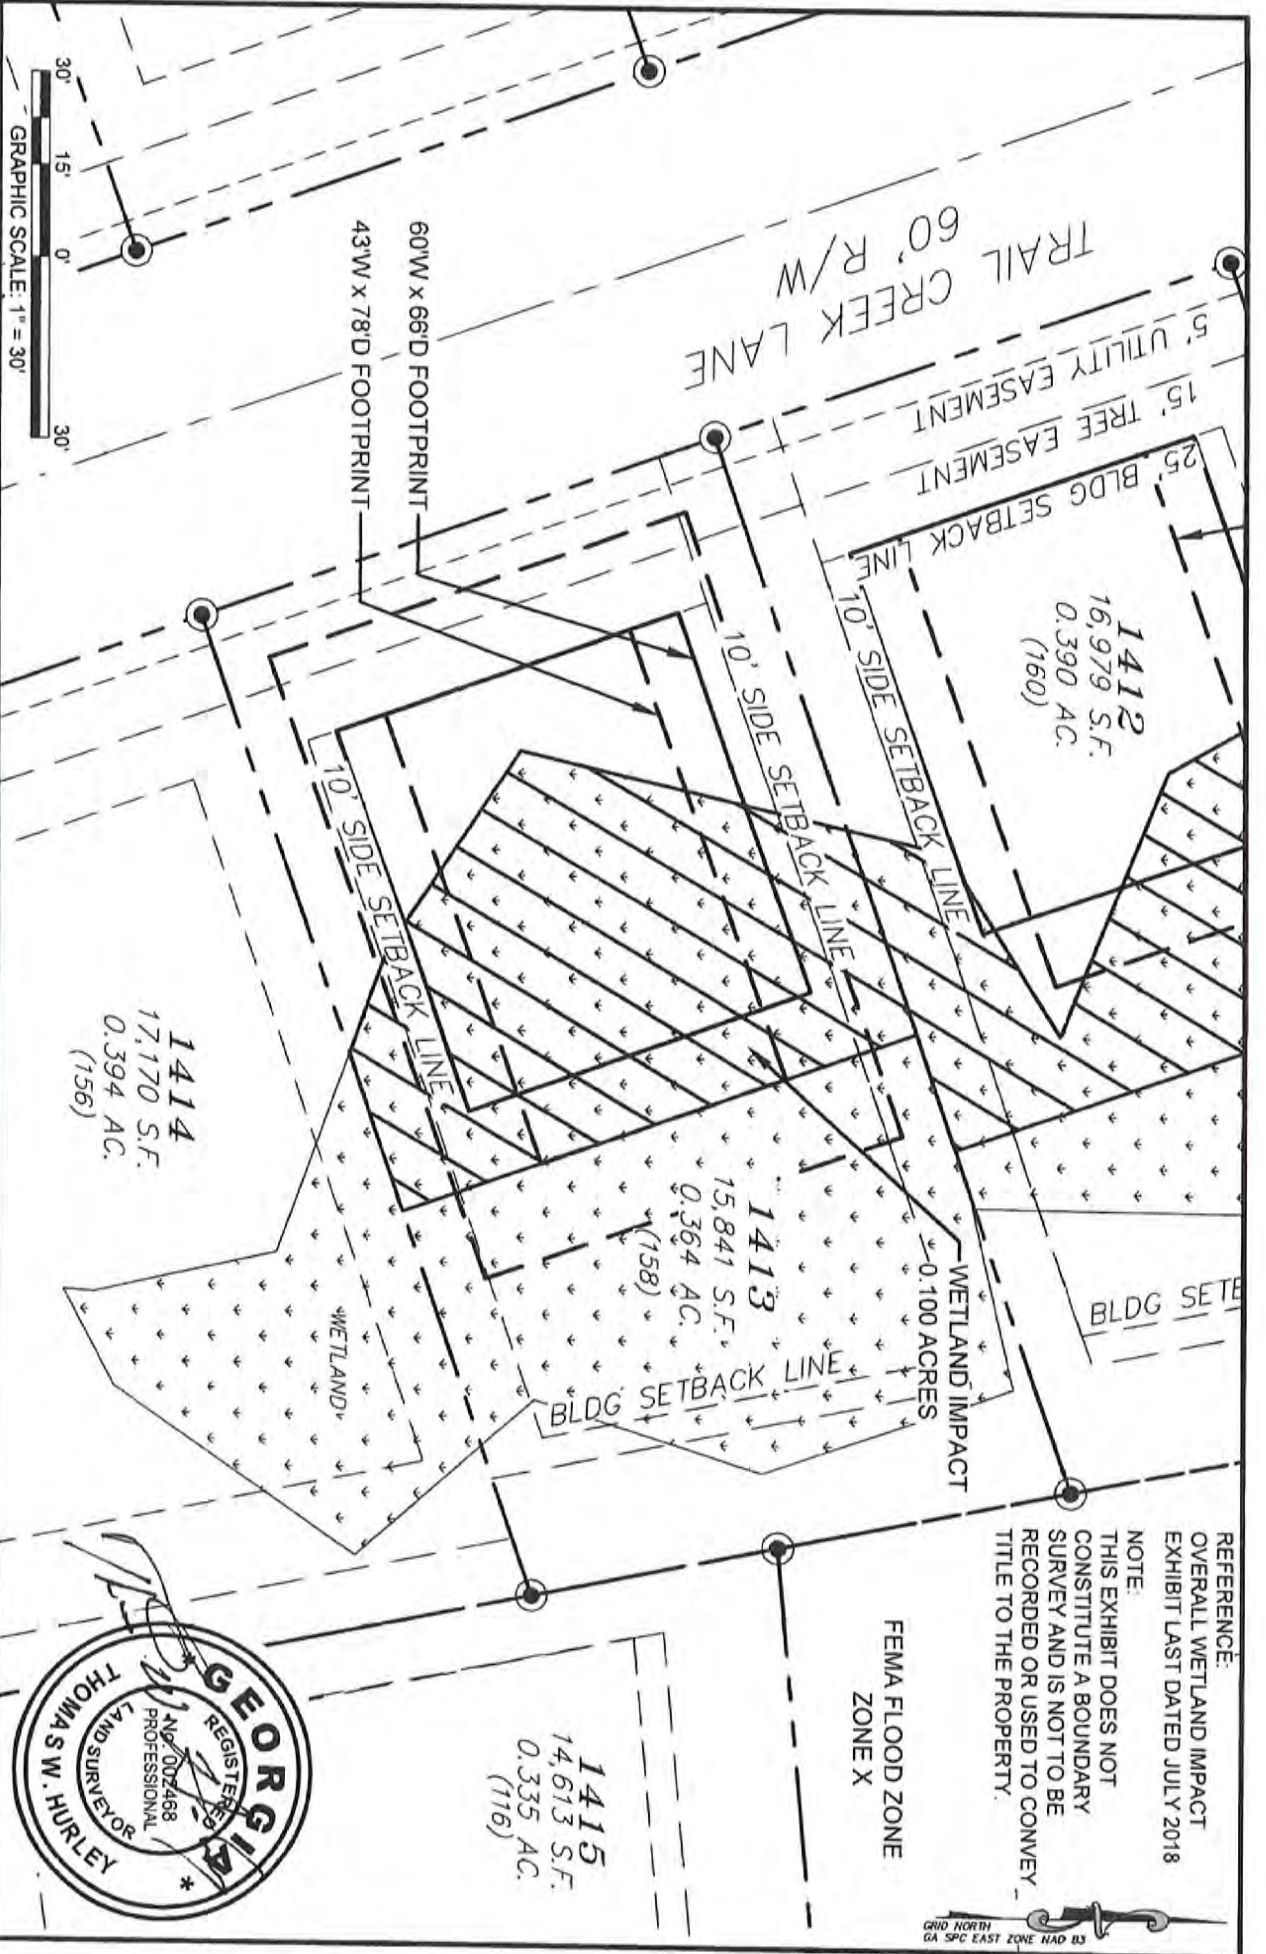 REFERENCE:
OVERALL WETLAND IMPACT
EXHIBIT LAST DATED JULY 2018
NOTE:
THIS EXHIBIT DOES NOT
CONSTITUTE A BOUNDARY
SURVEY AND IS NOT TO BE
RECORDED OR USED TO CONVEY
TITLE TO THE PROPERTY.
GRID NORTH
GA SPC EAST ZONE NAD 83
FEMA FLOOD ZONE
ZONE X
TRAIL CREEK LANE
60' R/W
5' UTILITY EASEMENT
15' TREE EASEMENT
25' BLDG SETBACK LINE
1412
16,979 S.F.
0.390 AC.
(160)
10' SIDE SETBACK LINE
10' SIDE SETBACK LINE
BLDG SETB
WETLAND IMPACT
0.100 ACRES
60'W x 66'D FOOTPRINT
43'W x 78'D FOOTPRINT
1413
15,841 S.F.
0.364 AC.
(158)
BLDG SETBACK LINE
10' SIDE SETBACK LINE
WETLAND
1414
17,170 S.F.
0.394 AC.
(156)
1415
14,613 S.F.
0.335 AC.
(116)
30' 15' 0' 30'
GRAPHIC SCALE: 1" = 30'
GEORGIA
REGISTERED
No. 002468
PROFESSIONAL
LAND SURVEYOR
THOMAS W. HURLEY